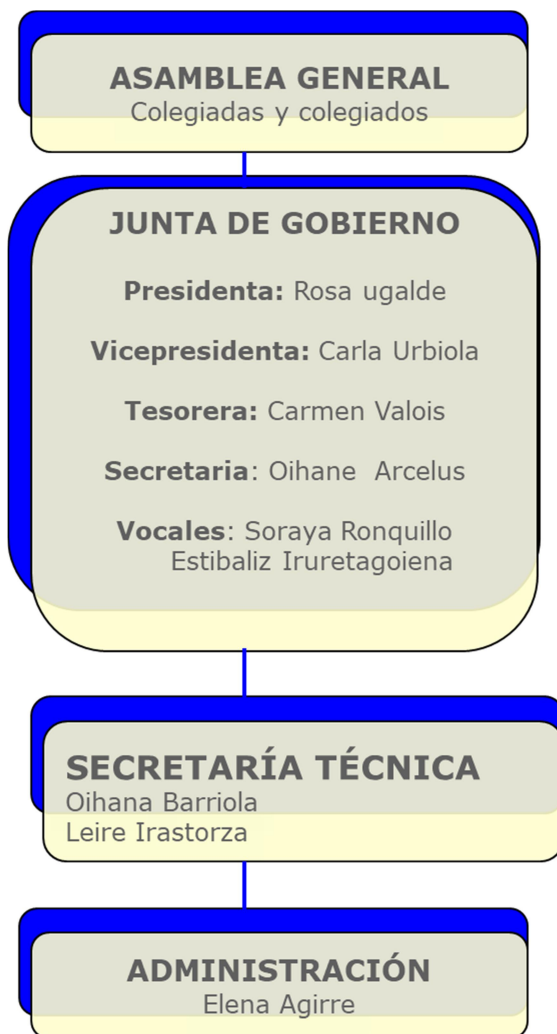 ASAMBLEA GENERAL
Colegiadas y colegiados
JUNTA DE GOBIERNO
Presidenta: Rosa ugalde
Vicepresidenta: Carla Urbiola
Tesorera: Carmen Valois
Secretaria: Oihane  Arcelus
Vocales: Soraya Ronquillo
Estibaliz Iruretagoiena
SECRETARÍA TÉCNICA
Oihana Barriola
Leire Irastorza
ADMINISTRACIÓN
Elena Agirre